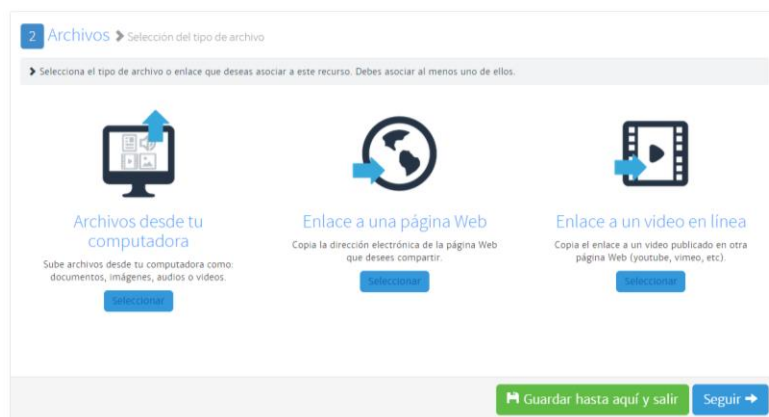 2 Archivos Selección del tipo de archivo
Selecciona el tipo de archivo o enlace que deseas asociar a este recurso. Debes asociar al menos uno de ellos.
Archivos desde tu
computadora
Sube archivos desde tu computadora como:
documentos, imágenes, audios o videos.
Seleccionar
Enlace a una página Web
Copia la dirección electrónica de la página Web
que desees compartir.
Seleccionar
Enlace a un video en línea
Copia el enlace a un video publicado en otra
página Web (youtube, vimeo, etc).
Seleccionar
Guardar hasta aquí y salir
Seguir